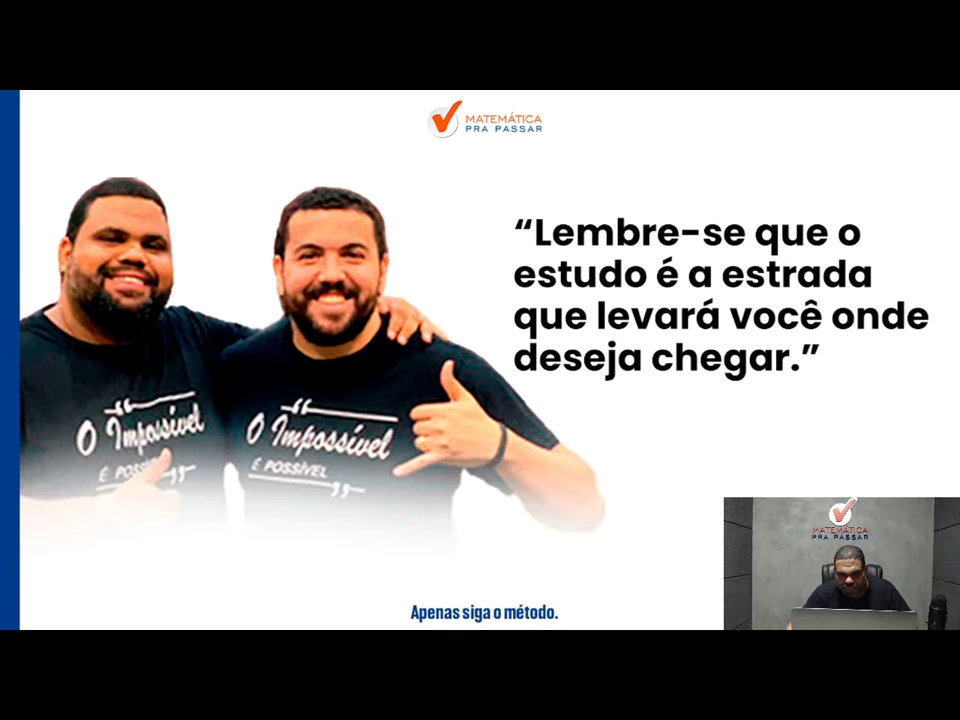 MATEMÁTICA
PRA PASSAR
“Lembre-se que o
estudo é a estrada
que levará você onde
deseja chegar.”
“ O Impossível
É POSSÍVEL ”
“ O Impossível
É POSSÍVEL ”
MATEMÁTICA
PRA PASSAR
Apenas siga o método.